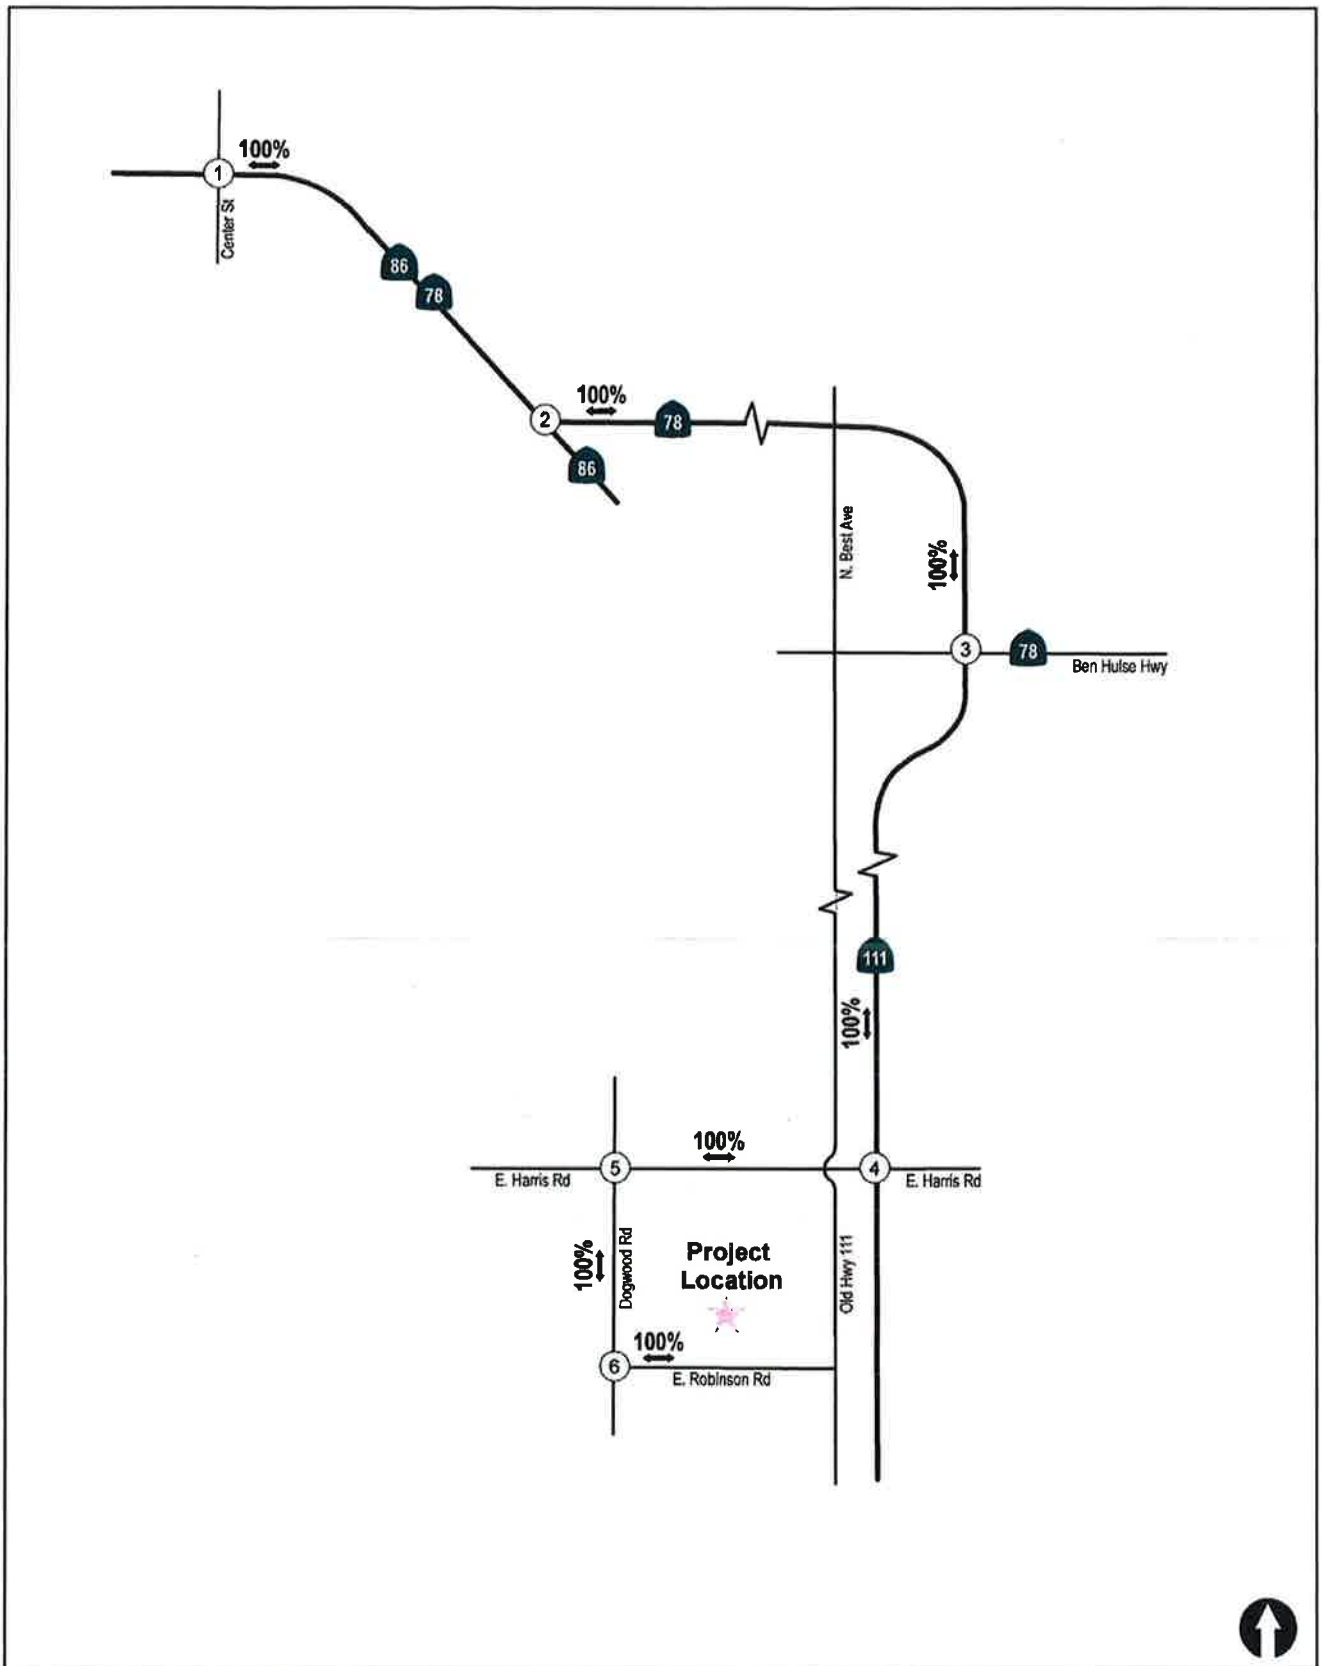 100%
1
Center St
86
78
100%
2
78
86
N. Best Ave
100%
3
78
Ben Hulse Hwy
111
100%
100%
5
4
E. Harris Rd
E. Harris Rd
100%
Dogwood Rd
Project
Location
Old Hwy 111
100%
6
E. Robinson Rd